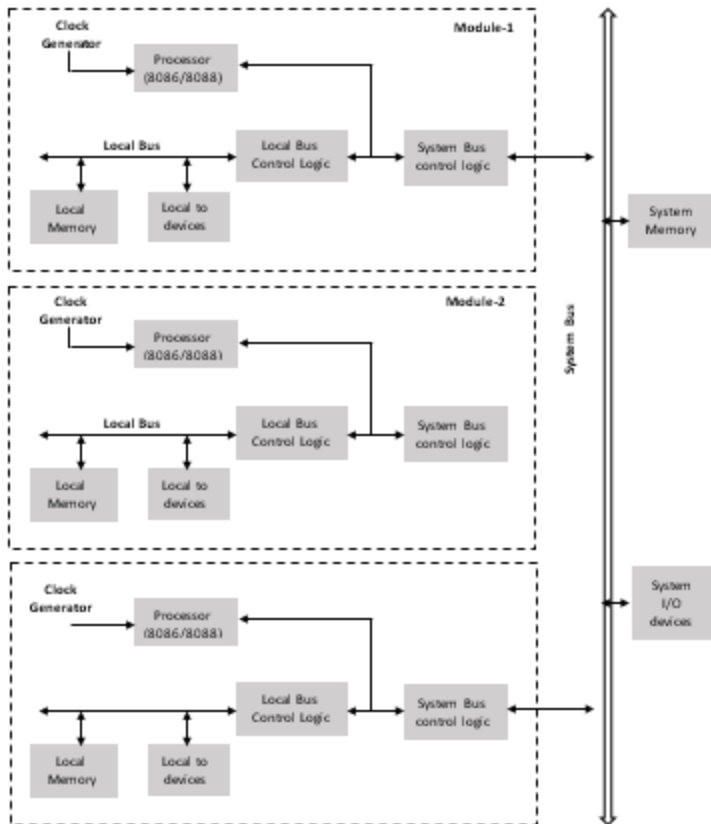 Clock
Generator
Module-1
Processor
(8086/8088)
Local Bus
Local Bus
Control Logic
System Bus
control logic
Local
Memory
Local to
devices
System
Memory
Clock
Generator
Module-2
Processor
(8086/8088)
System Bus
Local Bus
Local Bus
Control Logic
System Bus
control logic
Local
Memory
Local to
devices
Clock
Generator
Processor
(8086/8088)
System
I/O
devices
Local Bus
Control Logic
System Bus
control logic
Local
Memory
Local to
devices